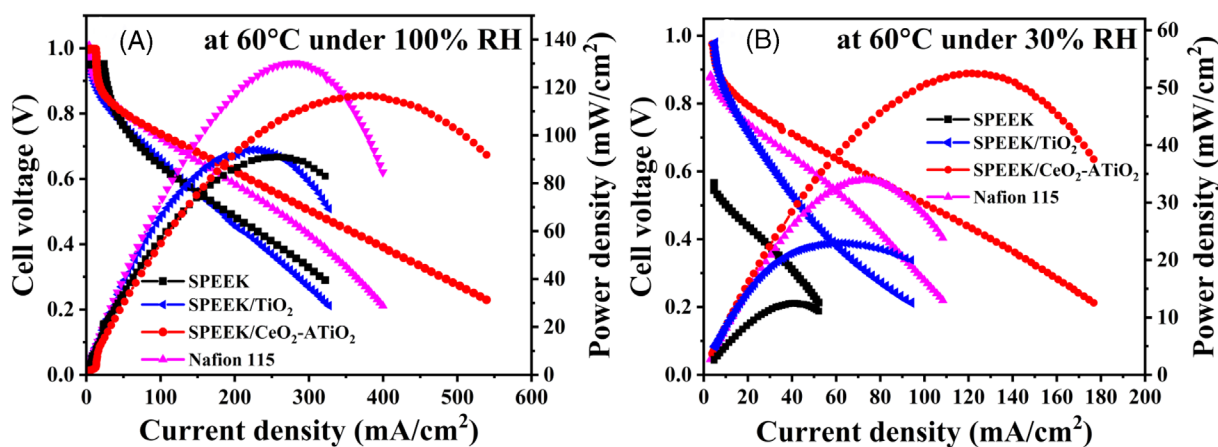 (A) at 60°C under 100% RH
Cell voltage (V)
1.0
0.8
0.6
0.4
0.2
0.0
SPEEK
SPEEK/TiO₂
SPEEK/CeO₂-ATiO₂
Nafion 115
140
120
100
80
60
40
20
0
Power density (mW/cm²)
0 100 200 300 400 500 600
Current density (mA/cm²)
(B) at 60°C under 30% RH
Cell voltage (V)
1.0
0.8
0.6
0.4
0.2
0.0
SPEEK
SPEEK/TiO₂
SPEEK/CeO₂-ATiO₂
Nafion 115
60
50
40
30
20
10
0
Power density (mW/cm²)
0 20 40 60 80 100 120 140 160 180
Current density (mA/cm²)